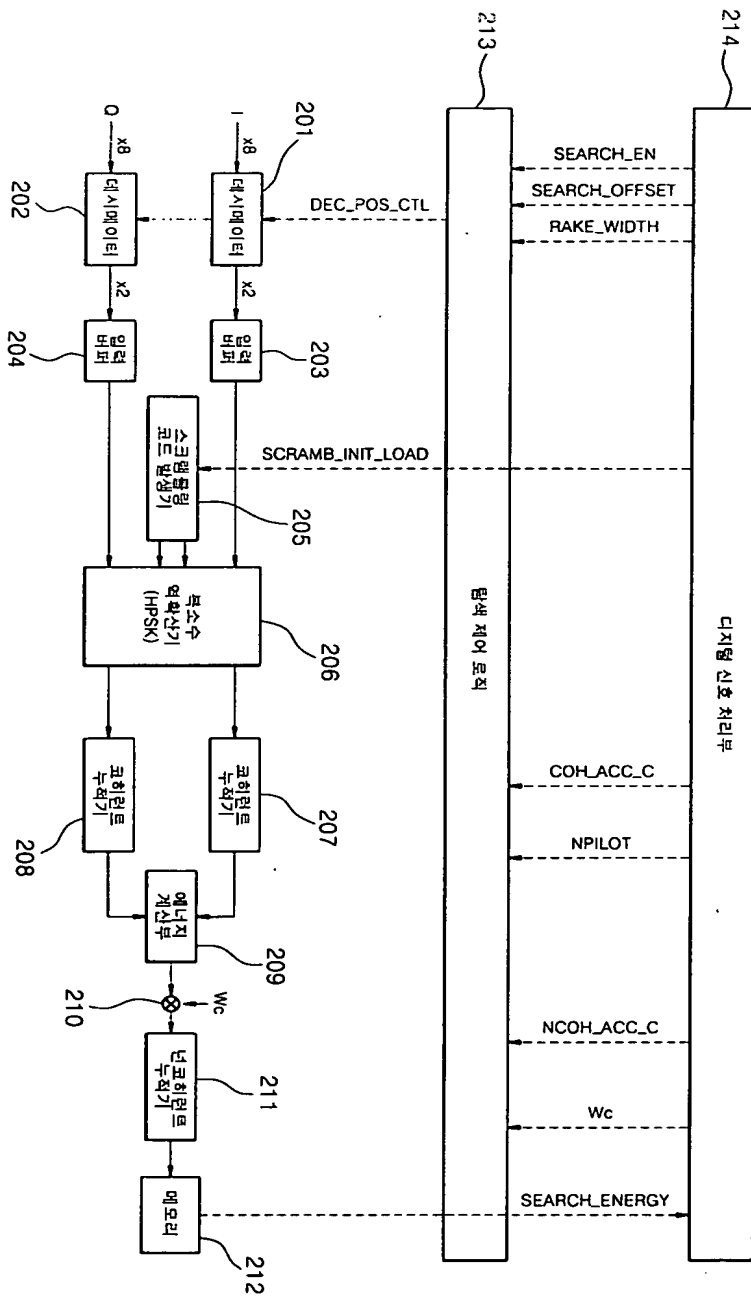 214
디지털 신호 처리부
SEARCH_EN
SEARCH_OFFSET
RAKE_WIDTH
SCRAMB_INIT_LOAD
COH_ACC_C
NPILOT
NCOH_ACC_C
Wc
SEARCH_ENERGY
213
탐색 제어 로직
DEC_POS_CTL
I
x8
201
데시메이터
x2
203
입력
버퍼
Q
x8
202
데시메이터
x2
204
입력
버퍼
205
스크램블링
코드 발생기
206
복소수
역확산기
(HPSK)
207
코히런트
누적기
208
코히런트
누적기
209
에너지
계산부
210
Wc
211
넌코히런트
누적기
212
메모리